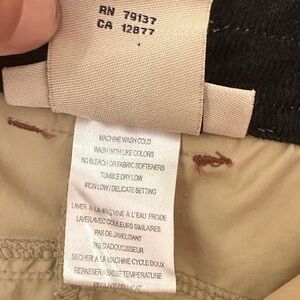 RN 79137
CA 12877
MACHINE WASH COLD
WASH WITH LIKE COLORS
NO BLEACH OR FABRIC SOFTENERS
TUMBLE DRY LOW
IRON LOW / DELICATE SETTING
LAVER A LA MACHINE A L'EAU FROIDE
LAVER AVEC COULEURS SIMILAIRES
PAS DE JAVELISANT
PAS D'ADOUCISSEUR
SECHER A LA MACHINE CYCLE DOUX
REPASSER A BASSE TEMPERATURE